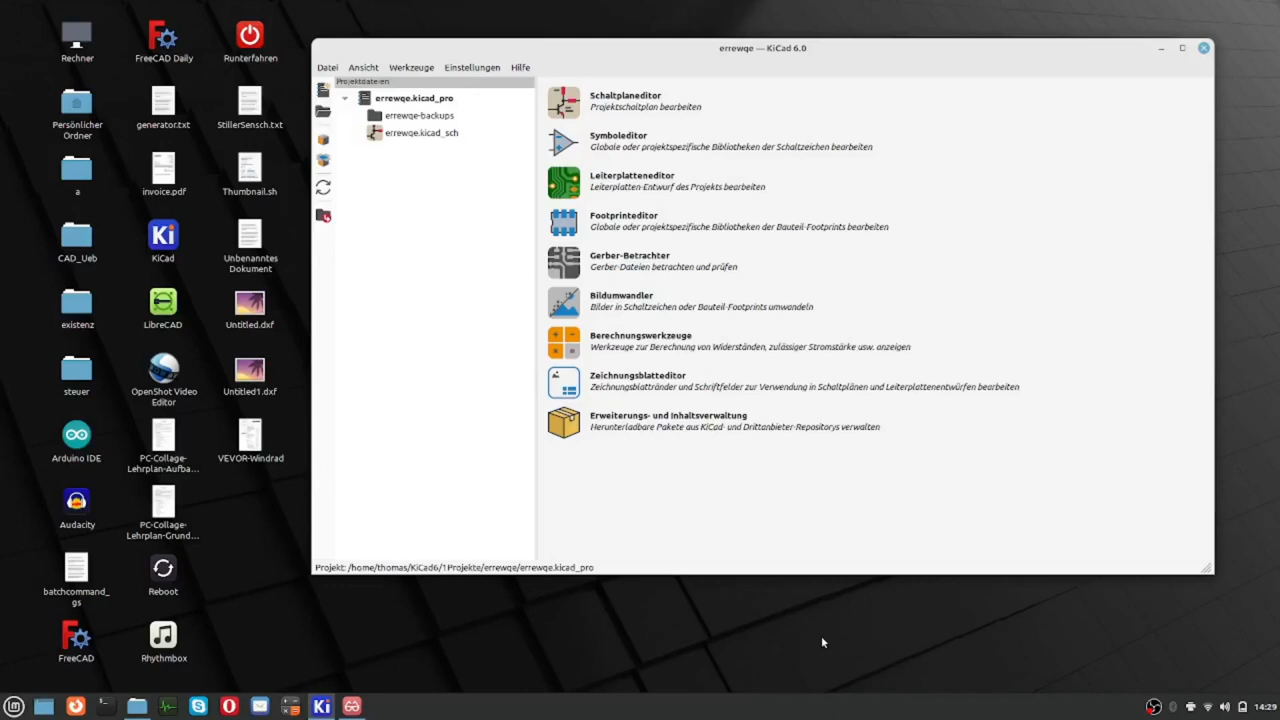 errewqe — KiCad 6.0
Datei Ansicht Werkzeuge Einstellungen Hilfe
Projektdateien
errewqe.kicad_pro
errewqe-backups
errewqe.kicad_sch
Schaltplaneditor
Projektschaltplan bearbeiten
Symboleditor
Globale oder projektspezifische Bibliotheken der Schaltzeichen bearbeiten
Leiterplatteneditor
Leiterplatten-Entwurf des Projekts bearbeiten
Footprinteditor
Globale oder projektspezifische Bibliotheken der Bauteil-Footprints bearbeiten
Gerber-Betrachter
Gerber-Dateien betrachten und prüfen
Bildumwandler
Bilder in Schaltzeichen oder Bauteil-Footprints umwandeln
Berechnungswerkzeuge
Werkzeuge zur Berechnung von Widerständen, zulässiger Stromstärke usw. anzeigen
Zeichnungsblatteditor
Zeichnungsblattränder und Schriftfelder zur Verwendung in Schaltplänen und Leiterplattenentwürfen bearbeiten
Erweiterungs- und Inhaltsverwaltung
Herunterladbare Pakete aus KiCad- und Drittanbieter-Repositorys verwalten
Projekt: /home/thomas/KiCad6/1Projekte/errewqe/errewqe.kicad_pro
Rechner
FreeCAD Daily
Runterfahren
Persönlicher
Ordner
generator.txt
StillerSensch.txt
a
invoice.pdf
Thumbnail.sh
CAD_Ueb
Ki
KiCad
Unbenanntes
Dokument
existenz
LibreCAD
Untitled.dxf
steuer
OpenShot Video
Editor
Untitled1.dxf
Arduino IDE
PC-Collage-
Lehrplan-Aufba...
VEVOR-Windrad
Audacity
PC-Collage-
Lehrplan-Grund...
batchcommand_
gs
Reboot
FreeCAD
Rhythmbox
Ki
14:29